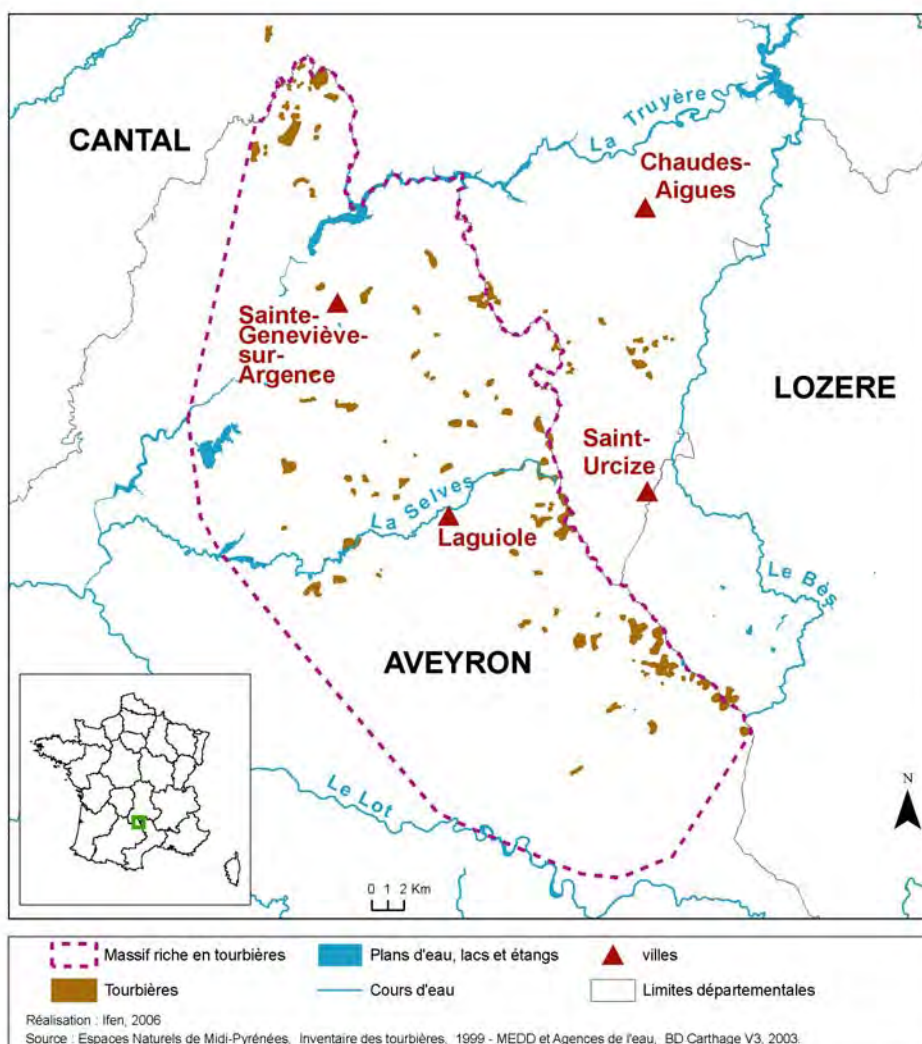 CANTAL
La Truyère
Chaudes-
Aigues
Sainte-
Geneviève-
sur-
Argence
LOZERE
Saint-
Urcize
La Selves
Laguiole
Le Bès
AVEYRON
Le Lot
N
0 1 2 Km
Massif riche en tourbières
Plans d'eau, lacs et étangs
villes
Tourbières
Cours d'eau
Limites départementales
Réalisation : Ifen, 2006
Source : Espaces Naturels de Midi-Pyrénées, Inventaire des tourbières, 1999 - MEDD et Agences de l'eau, BD Carthage V3, 2003.